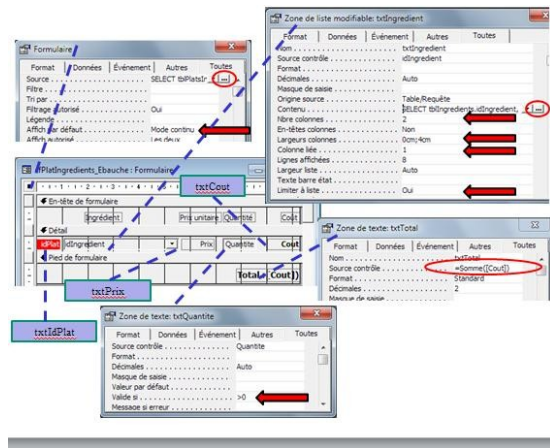 Formulaire
Format Données Événement Autres Toutes
Source SELECT tblPlatsIr
Filtre
Tri par
Filtrage autorisé Oui
Légende
Affich par défaut Mode continu
Affich autorisé Les deux
Zone de liste modifiable: txtIngredient
Format Données Événement Autres Toutes
Nom txtIngredient
Source contrôle idIngredient
Format
Décimales Auto
Masque de saisie
Origine source Table/Requête
Contenu SELECT tblIngredients.idIngredient,
Nbre colonnes 2
En-têtes colonnes Non
Largeurs colonnes 0cm;4cm
Colonne liée 1
Lignes affichées 8
Largeur liste Auto
Texte barre état
Limiter à liste Oui
fPlatIngredients_Ebauche : Formulaire
txtCout
En-tête de formulaire
Ingrédient Prix unitaire Quantité Cout
Détail
idPlat idIngredient Prix Quantite Cout
Pied de formulaire
Total Cout])
txtPrix
txtIdPlat
Zone de texte: txtTotal
Format Données Événement Autres Toutes
Nom txtTotal
Source contrôle =Somme([Cout])
Format Standard
Décimales 2
Masque de saisie
Zone de texte: txtQuantite
Format Données Événement Autres Toutes
Source contrôle Quantite
Format
Décimales Auto
Masque de saisie
Valeur par défaut
Valide si >0
Message si erreur